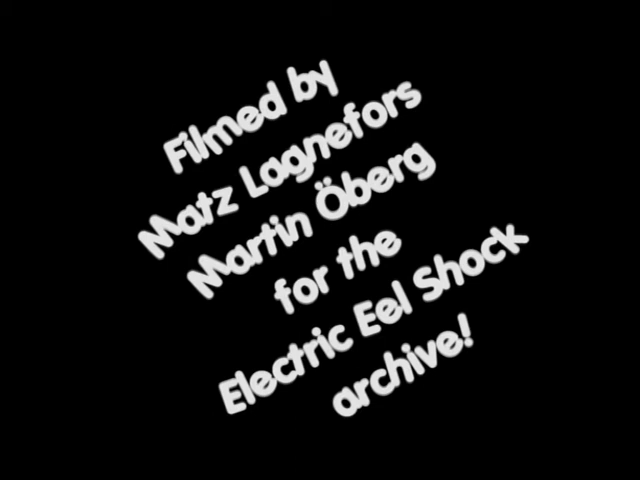 Filmed by
Matz Lagnefors
Martin Öberg
for the
Electric Eel Shock
archive!